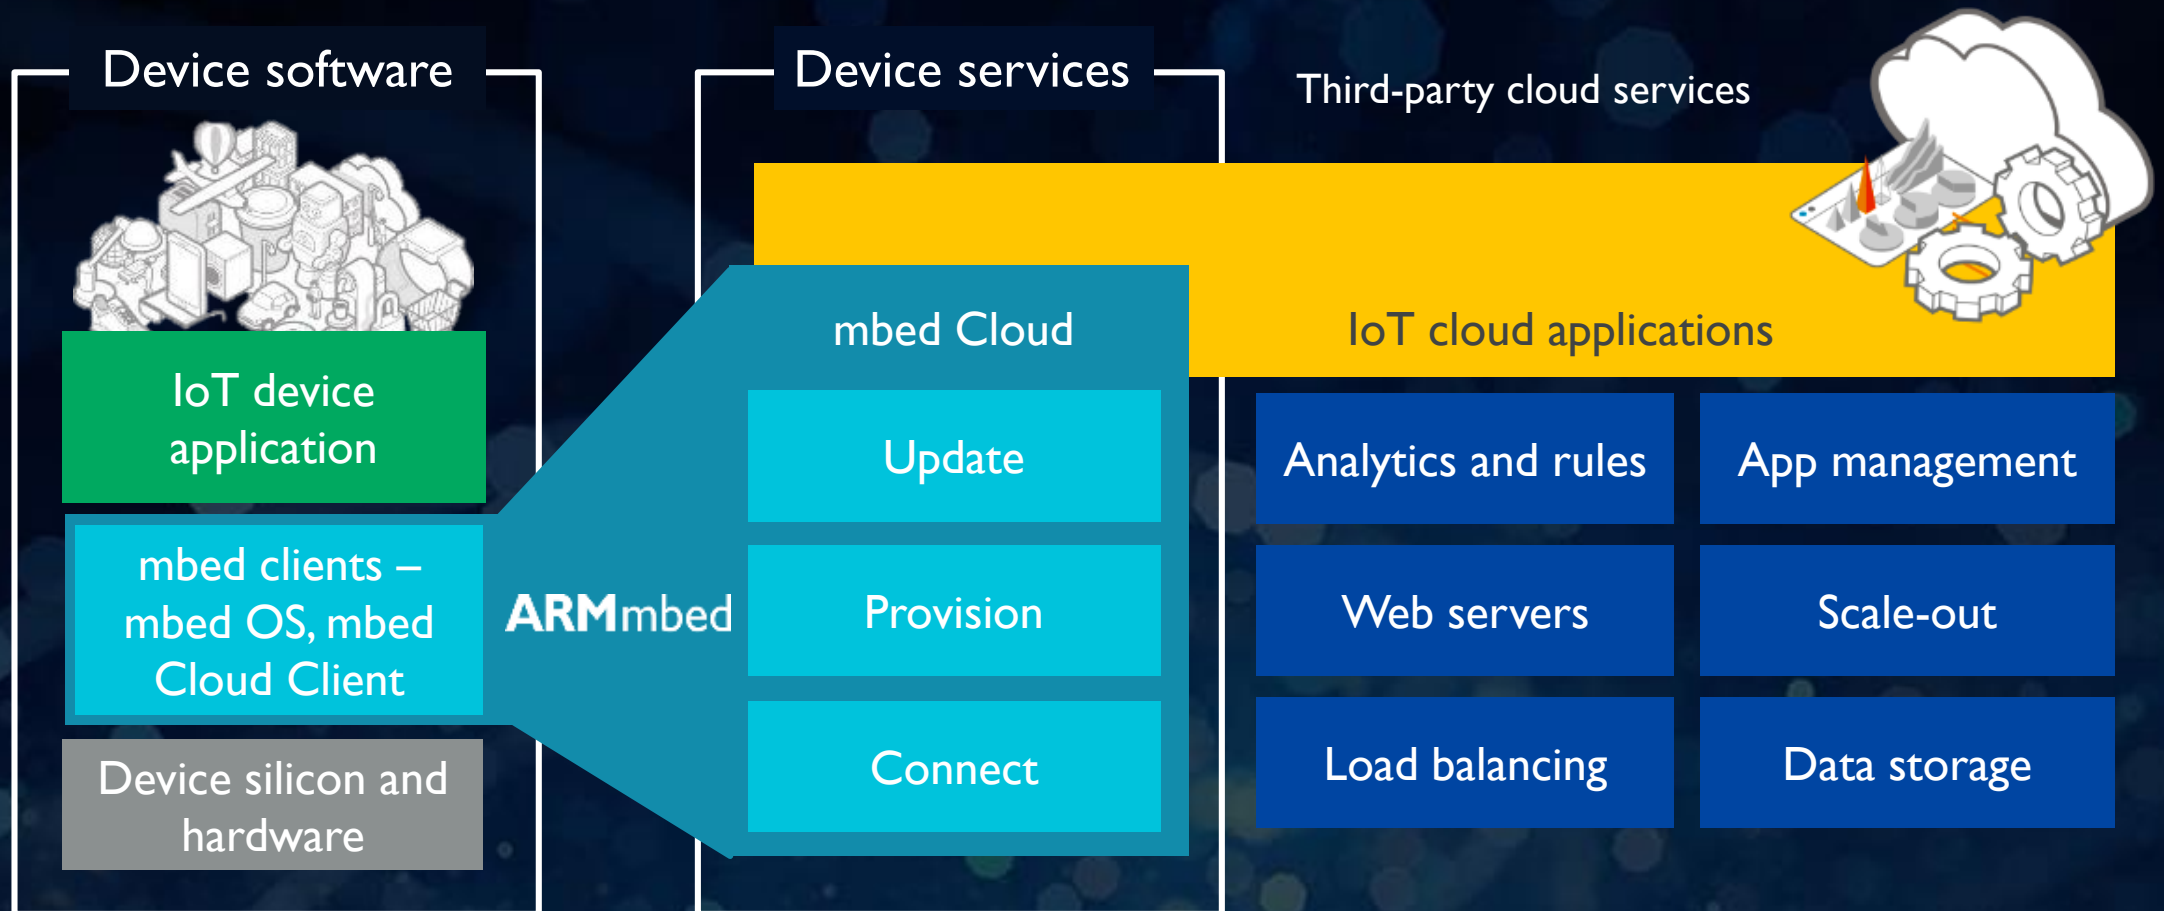 Device software
Device services
Third-party cloud services
IoT device
application
mbed clients –
mbed OS, mbed
Cloud Client
Device silicon and
hardware
ARMmbed
mbed Cloud
Update
Provision
Connect
IoT cloud applications
Analytics and rules
App management
Web servers
Scale-out
Load balancing
Data storage